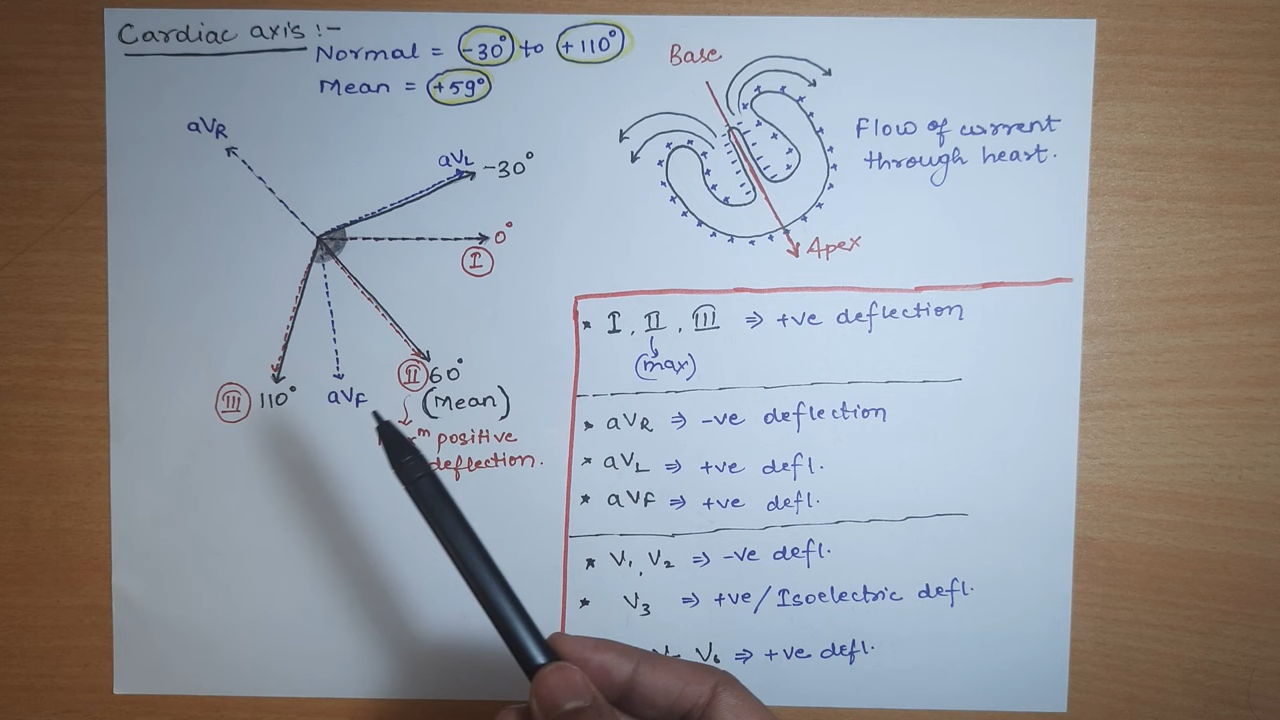 Cardiac axis :-
Normal = -30° to +110°
Mean = +59°
aVR
aVL -30°
0°
I
II 60°
(Mean)
III 110°
aVF
positive
deflection.
Base
Apex
Flow of current
through heart.
* I, II, III ⇒ +ve deflection
(max)
* aVR ⇒ -ve deflection
* aVL ⇒ +ve defl.
* aVF ⇒ +ve defl.
* V1, V2 ⇒ -ve defl.
* V3 ⇒ +ve/Isoelectric defl.
V6 ⇒ +ve defl.